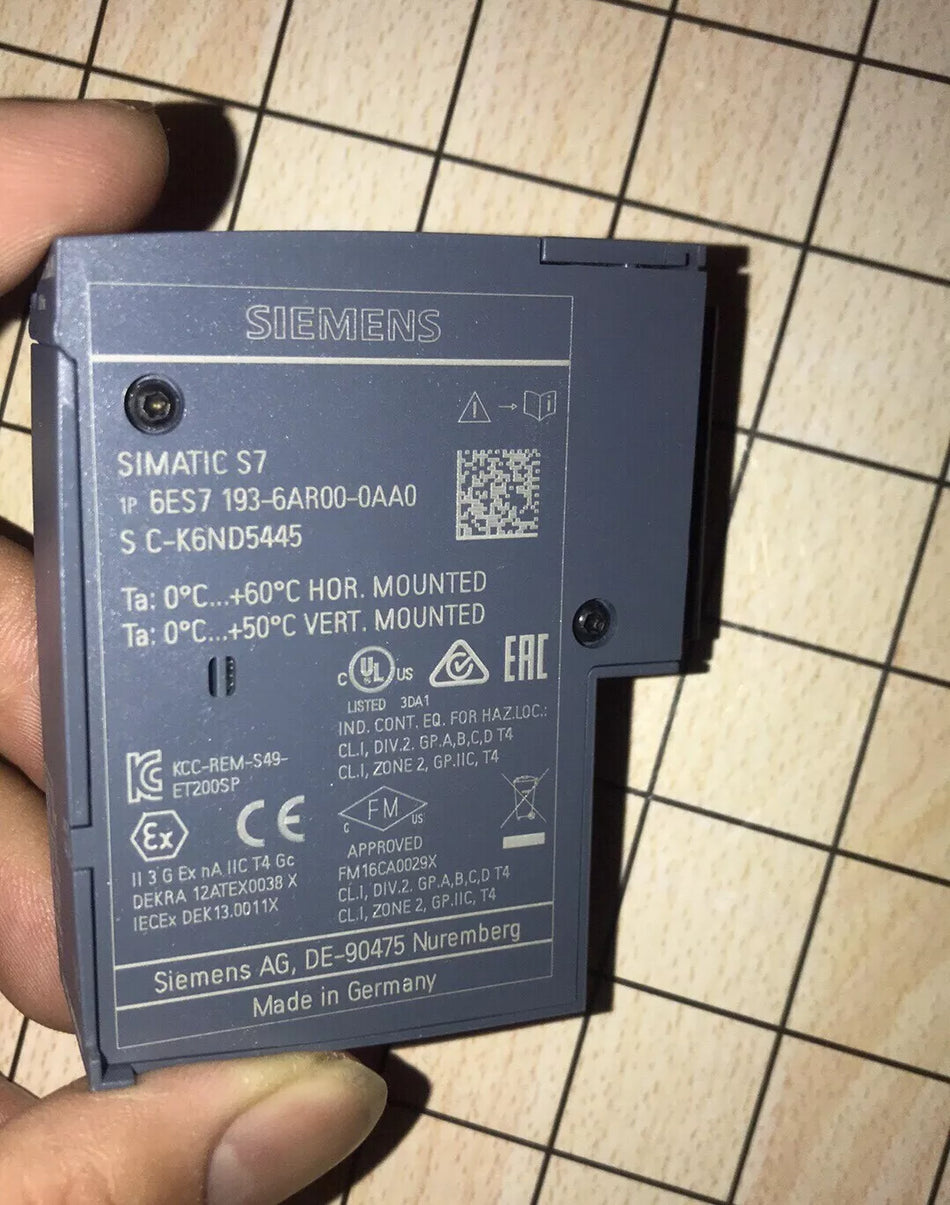 SIEMENS
SIMATIC S7
1P 6ES7 193-6AR00-0AA0
S C-K6ND5445
Ta: 0°C...+60°C HOR. MOUNTED
Ta: 0°C...+50°C VERT. MOUNTED
C UL US
EAC
LISTED 3DA1
IND. CONT. EQ. FOR HAZ.LOC.:
CL.I, DIV.2. GP.A,B,C,D T4
CL.I, ZONE 2, GP.IIC, T4
KCC-REM-S49-
ET200SP
Ex
CE
II 3 G Ex nA IIC T4 Gc
DEKRA 12ATEX0038 X
IECEx DEK13.0011X
C FM US
APPROVED
FM16CA0029X
CL.I, DIV.2. GP.A,B,C,D T4
CL.I, ZONE 2, GP.IIC, T4
Siemens AG, DE-90475 Nuremberg
Made in Germany